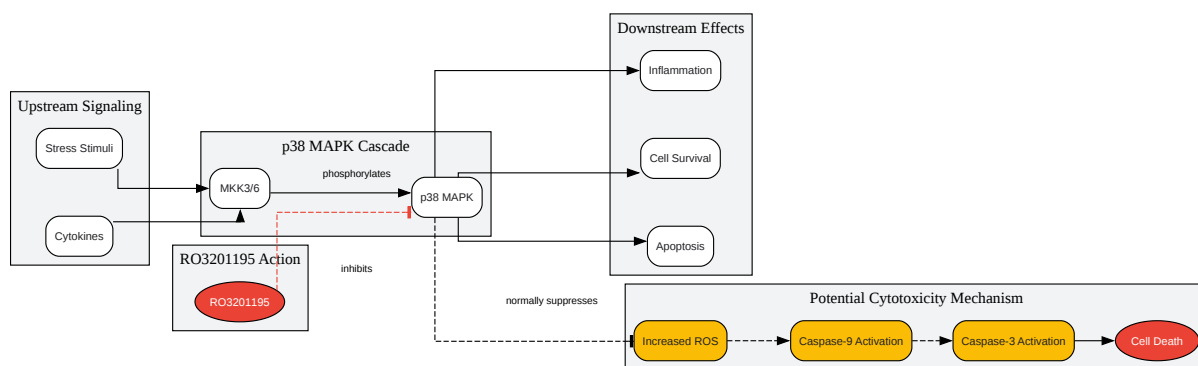 Downstream Effects
Inflammation
Upstream Signaling
Stress Stimuli
p38 MAPK Cascade
Cell Survival
phosphorylates
MKK3/6
p38 MAPK
Cytokines
Apoptosis
RO3201195 Action
inhibits
RO3201195
normally suppresses
Potential Cytotoxicity Mechanism
Increased ROS
Caspase-9 Activation
Caspase-3 Activation
Cell Death